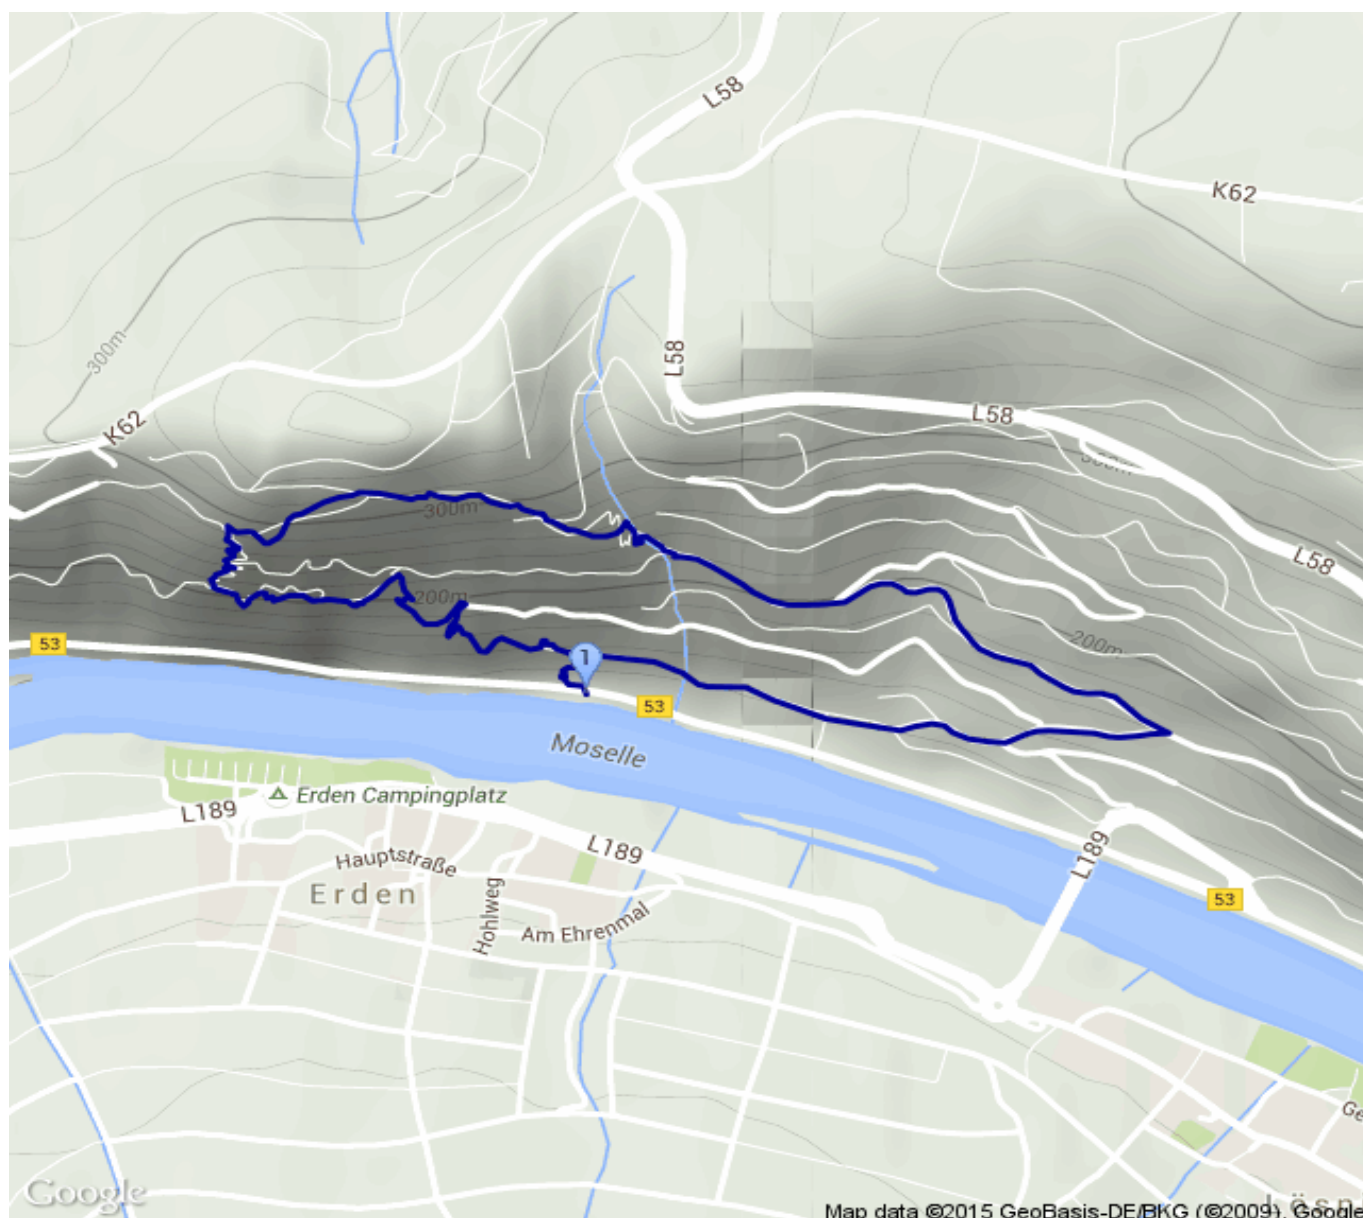 L58
K62
300m
L58
L58
K62
300m
300m
L58
200m
200m
1
53
53
Moselle
Erden Campingplatz
L189
L189
Hauptstraße
L189
Erden
Hohlweg
53
Am Ehrenmal
Google
Map data ©2015 GeoBasis-DE/BKG (©2009), Google